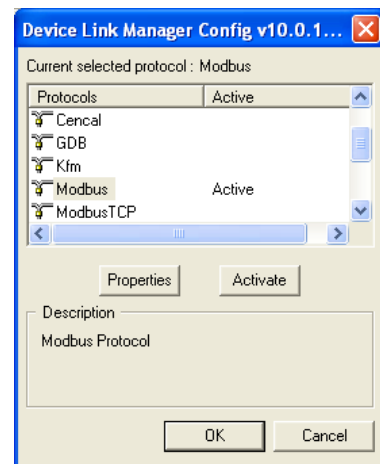 Device Link Manager Config v10.0.1...
Current selected protocol : Modbus
Protocols Active
Cencal
GDB
Kfm
Modbus Active
ModbusTCP
Properties Activate
Description
Modbus Protocol
OK Cancel